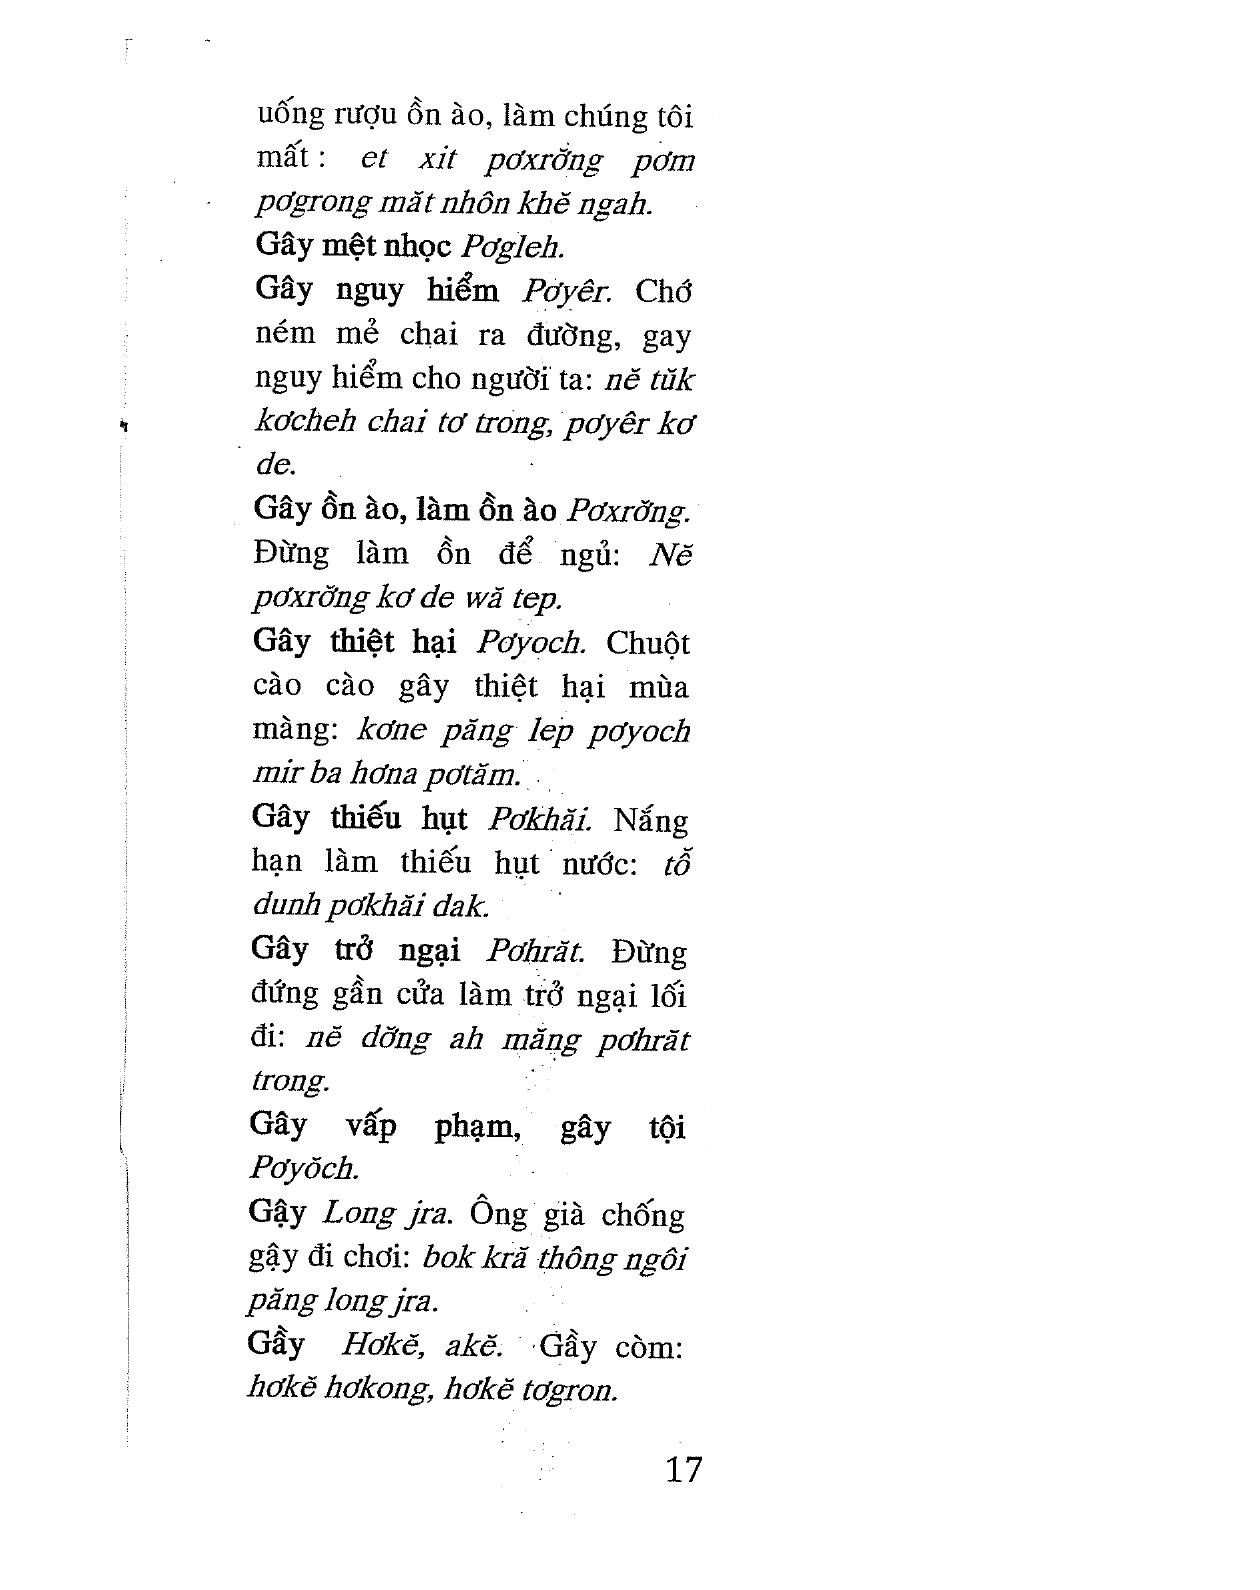 uống rượu ồn ào, làm chúng tôi
mất : et xit pơxrỡng pơm
pơgrong măt nhôn khĕ ngah.
Gây mệt nhọc Pơgleh.
Gây nguy hiểm Pơyêr. Chớ
ném mẻ chai ra đường, gay
nguy hiểm cho người ta: nĕ tŭk
kơcheh chai tơ trong, pơyêr kơ
de.
Gây ồn ào, làm ồn ào Pơxrỡng.
Đừng làm ồn để ngủ: Nĕ
pơxrỡng kơ de wă tep.
Gây thiệt hại Pơyoch. Chuột
cào cào gây thiệt hại mùa
màng: kơne păng lep pơyoch
mir ba hơna pơtăm.
Gây thiếu hụt Pơkhăi. Nắng
hạn làm thiếu hụt nước: tô̆
dunh pơkhăi dak.
Gây trở ngại Pơhrăt. Đừng
đứng gần cửa làm trở ngại lối
đi: nĕ dỡng ah măng pơhrăt
trong.
Gây vấp phạm, gây tội
Pơyŏch.
Gậy Long jra. Ông già chống
gậy đi chơi: bok kră thông ngôi
păng long jra.
Gầy Hơkĕ, akĕ. Gầy còm:
hơkĕ hơkong, hơkĕ tơgron.
17